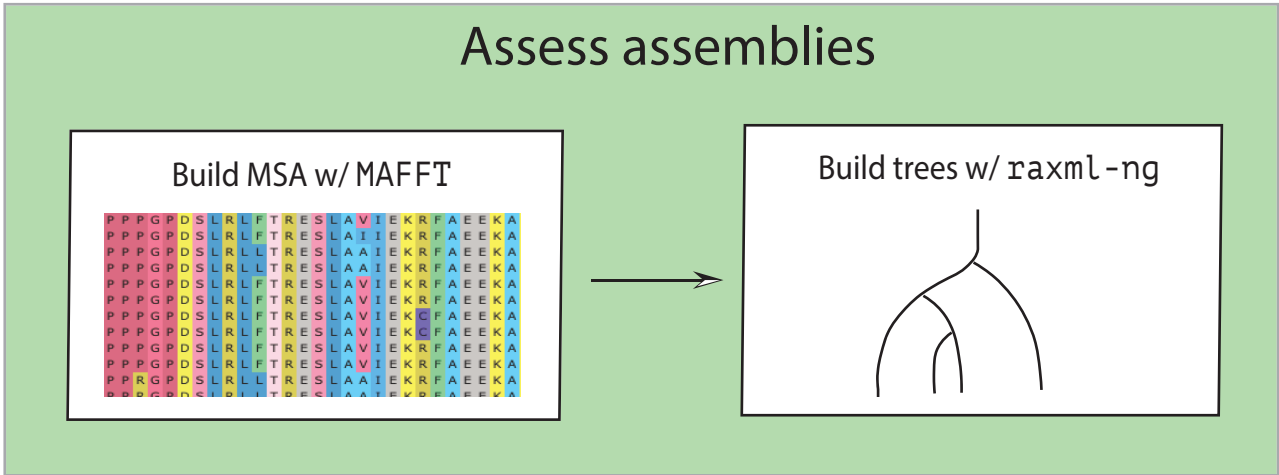 Assess assemblies
Build MSA w/ MAFFT
P P P G P D S L R L F T R E S L A V I E K R F A E E K A
P P P G P D S L R L F T R E S L A I I E K R F A E E K A
P P P G P D S L R L L T R E S L A A I E K R F A E E K A
P P P G P D S L R L L T R E S L A A I E K R F A E E K A
P P P G P D S L R L F T R E S L A V I E K R F A E E K A
P P P G P D S L R L F T R E S L A V I E K R F A E E K A
P P P G P D S L R L F T R E S L A V I E K C F A E E K A
P P P G P D S L R L F T R E S L A V I E K C F A E E K A
P P P G P D S L R L F T R E S L A V I E K R F A E E K A
P P P G P D S L R L F T R E S L A V I E K R F A E E K A
P P R G P D S L R L L T R E S L A A I E K R F A E E K A
P P R G P D S L R L L T R E S L A A I E K R F A E E K A
Build trees w/ raxml-ng